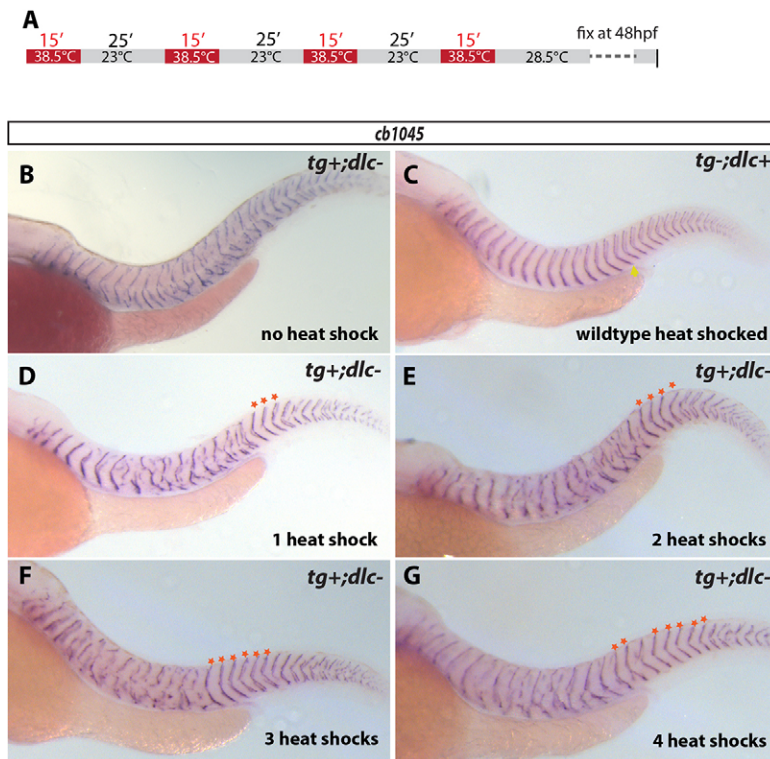 A
15’ 25’ 15’ 25’ 15’ 25’ 15’ fix at 48hpf
38.5°C 23°C 38.5°C 23°C 38.5°C 23°C 38.5°C 28.5°C
cb1045
B tg+;dlc-
no heat shock
C tg-;dlc+
wildtype heat shocked
D tg+;dlc-
1 heat shock
E tg+;dlc-
2 heat shocks
F tg+;dlc-
3 heat shocks
G tg+;dlc-
4 heat shocks